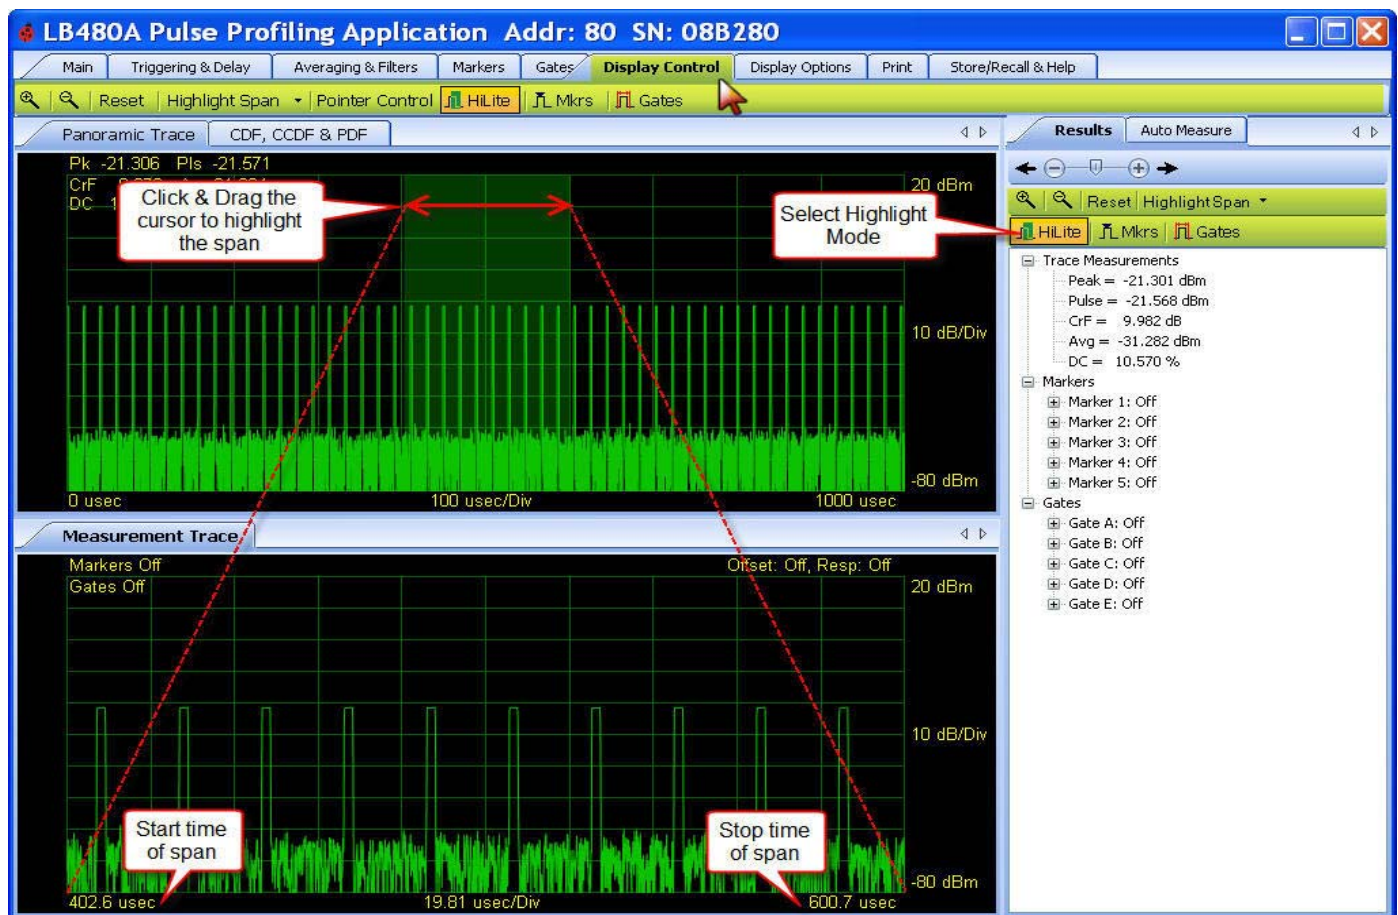 LB480A Pulse Profiling Application Addr: 80 SN: 08B280
Main Triggering & Delay Averaging & Filters Markers Gates Display Control Display Options Print Store/Recall & Help
Reset Highlight Span Pointer Control HiLite Mkrs Gates
Panoramic Trace CDF, CCDF & PDF
Pk -21.306 Pls -21.571
CrF
DC 1
20 dBm
Click & Drag the
cursor to highlight
the span
10 dB/Div
-80 dBm
0 usec 100 usec/Div 1000 usec
Measurement Trace
Markers Off Offset: Off, Resp: Off
Gates Off
20 dBm
10 dB/Div
Start time
of span
Stop time
of span
-80 dBm
402.6 usec 19.81 usec/Div 600.7 usec
Results Auto Measure
Reset Highlight Span
HiLite Mkrs Gates
Select Highlight
Mode
Trace Measurements
Peak = -21.301 dBm
Pulse = -21.568 dBm
CrF = 9.982 dB
Avg = -31.282 dBm
DC = 10.570 %
Markers
Marker 1: Off
Marker 2: Off
Marker 3: Off
Marker 4: Off
Marker 5: Off
Gates
Gate A: Off
Gate B: Off
Gate C: Off
Gate D: Off
Gate E: Off